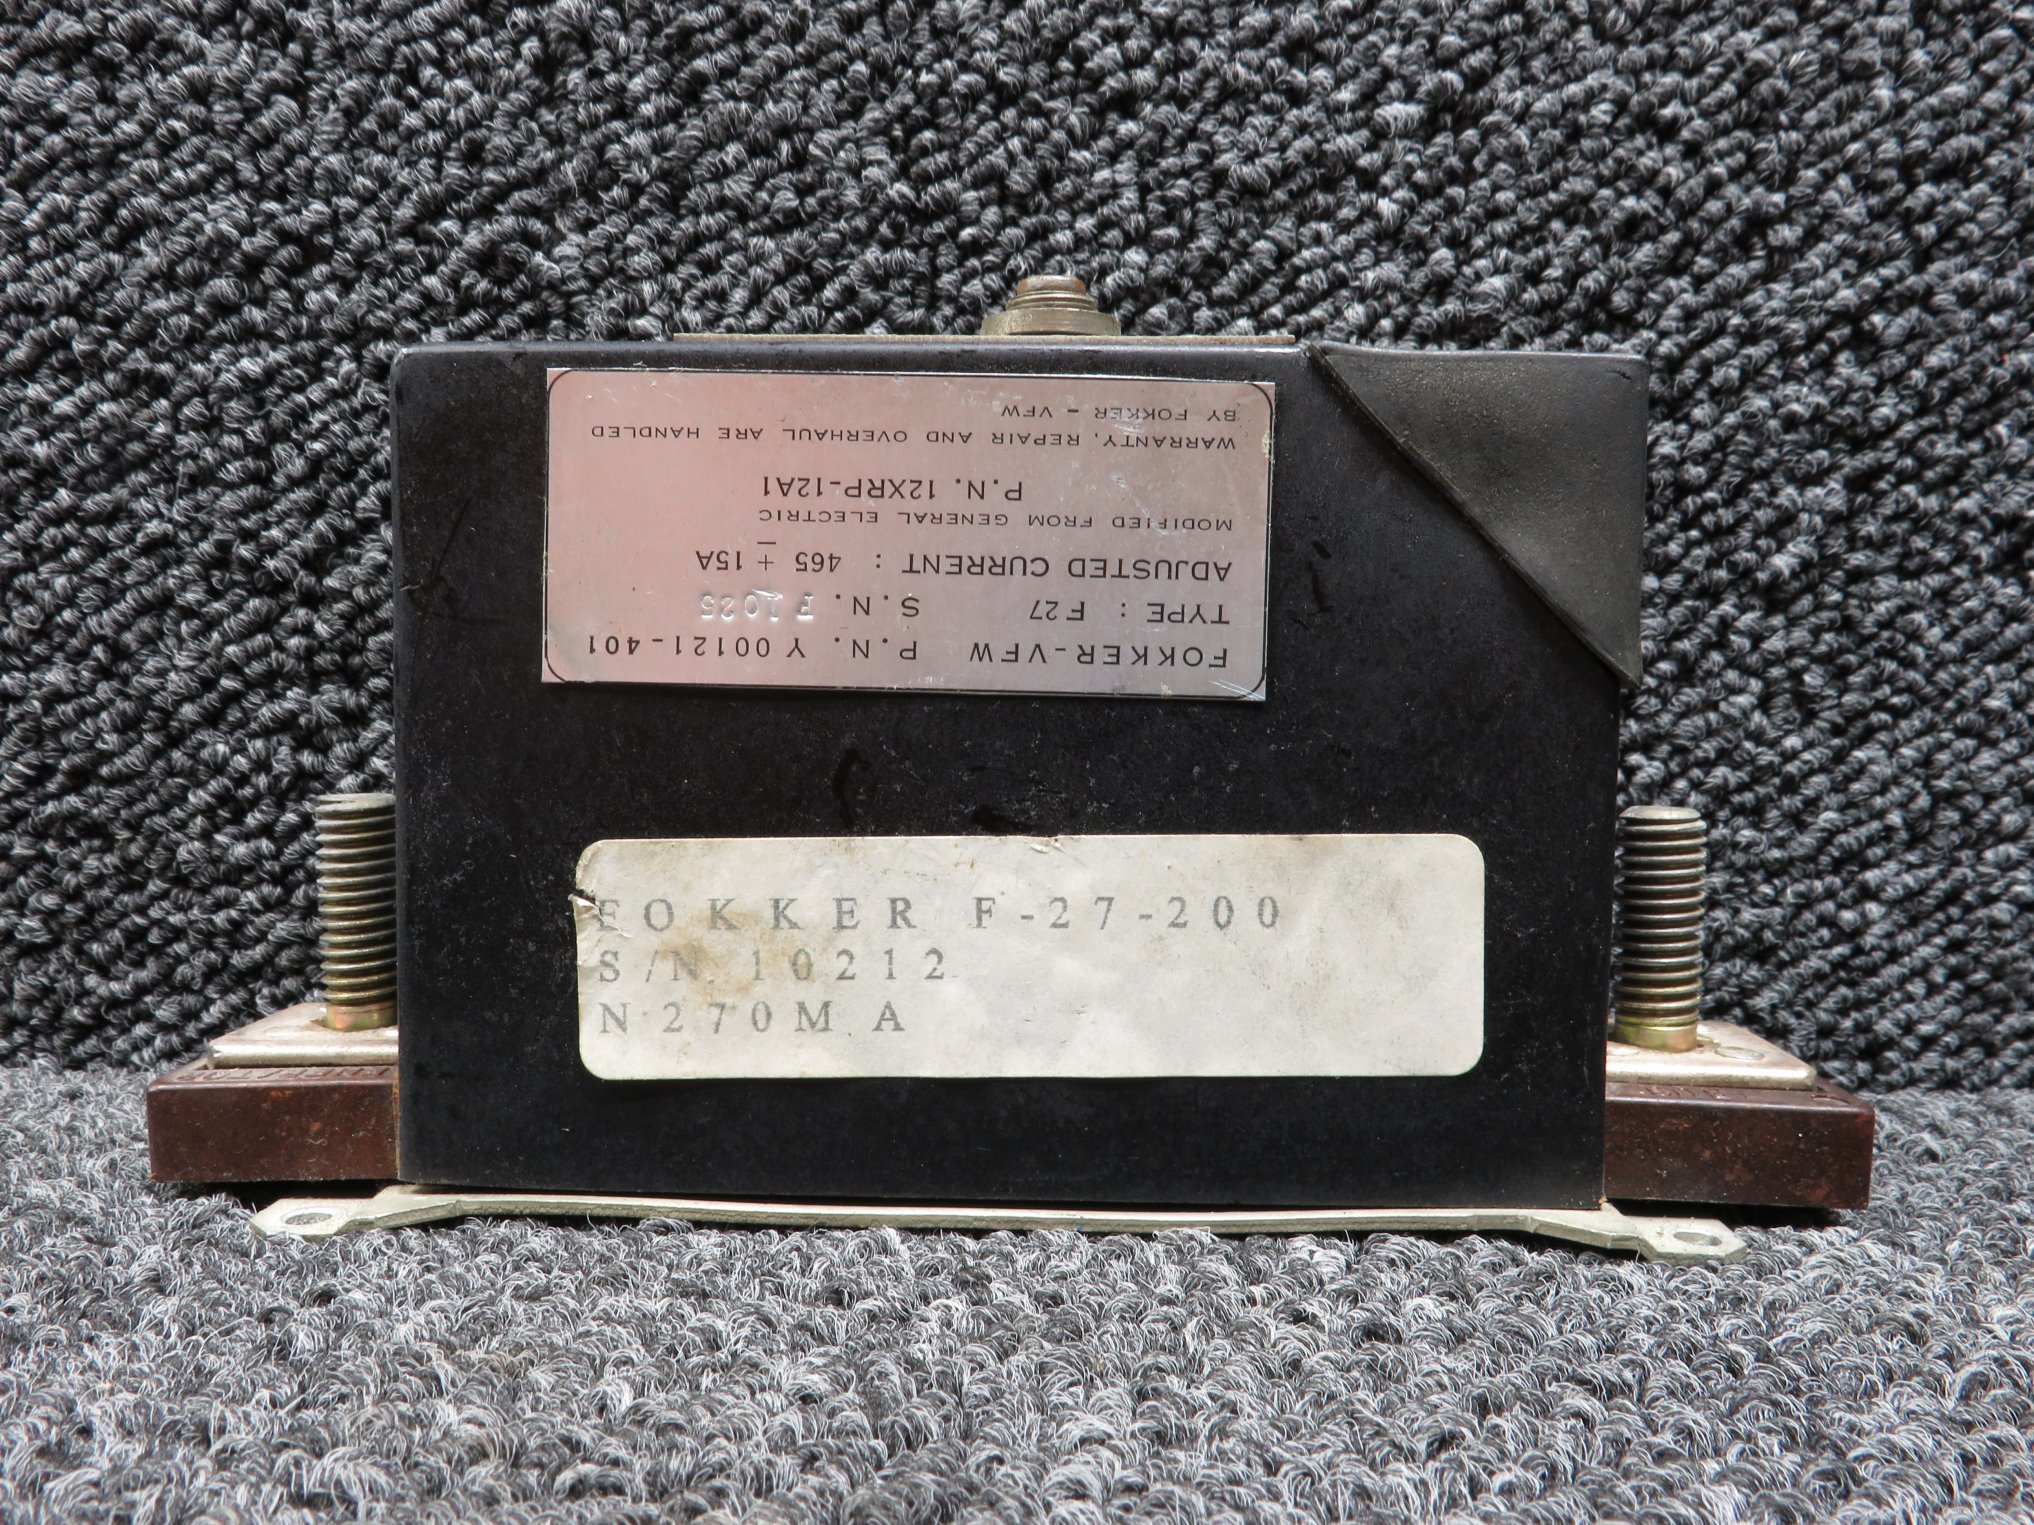 FOKKER-VFW P.N. Y 00121-401
TYPE : F27 S.N. F1025
ADJUSTED CURRENT : 465 ± 15A
MODIFIED FROM GENERAL ELECTRIC
P.N. 12XRP-12A1
WARRANTY, REPAIR AND OVERHAUL ARE HANDLED
BY FOKKER - VFW
FOKKER F-27-200
S/N 10212
N270MA